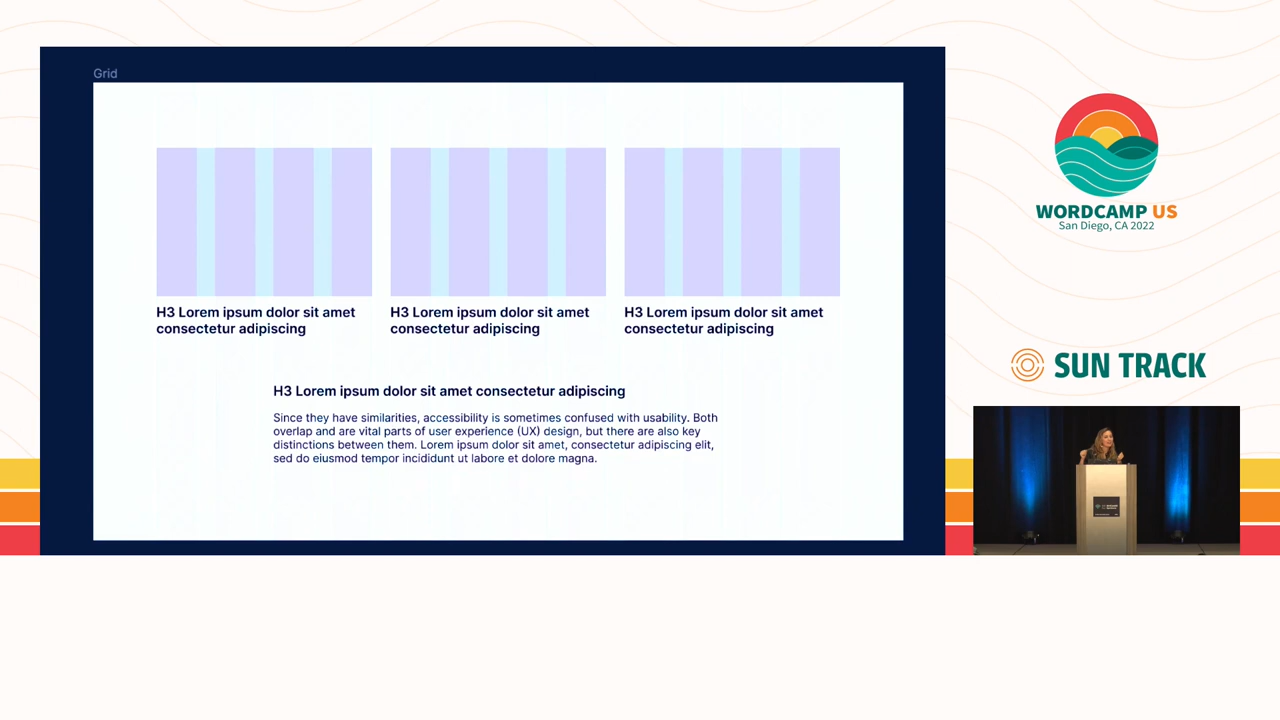 Grid
H3 Lorem ipsum dolor sit amet
consectetur adipiscing
H3 Lorem ipsum dolor sit amet
consectetur adipiscing
H3 Lorem ipsum dolor sit amet
consectetur adipiscing
H3 Lorem ipsum dolor sit amet consectetur adipiscing
Since they have similarities, accessibility is sometimes confused with usability. Both
overlap and are vital parts of user experience (UX) design, but there are also key
distinctions between them. Lorem ipsum dolor sit amet, consectetur adipiscing elit,
sed do eiusmod tempor incididunt ut labore et dolore magna.
WORDCAMP US
San Diego, CA 2022
SUN TRACK